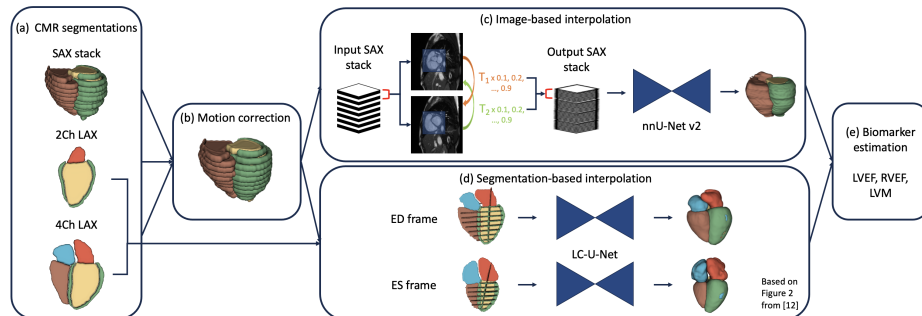 (a) CMR segmentations
SAX stack
2Ch LAX
4Ch LAX
(b) Motion correction
(c) Image-based interpolation
Input SAX
stack
T1 x 0.1, 0.2,
..., 0.9
T2 x 0.1, 0.2,
..., 0.9
Output SAX
stack
nnU-Net v2
(d) Segmentation-based interpolation
ED frame
LC-U-Net
ES frame
Based on
Figure 2
from [12]
(e) Biomarker
estimation
LVEF, RVEF,
LVM